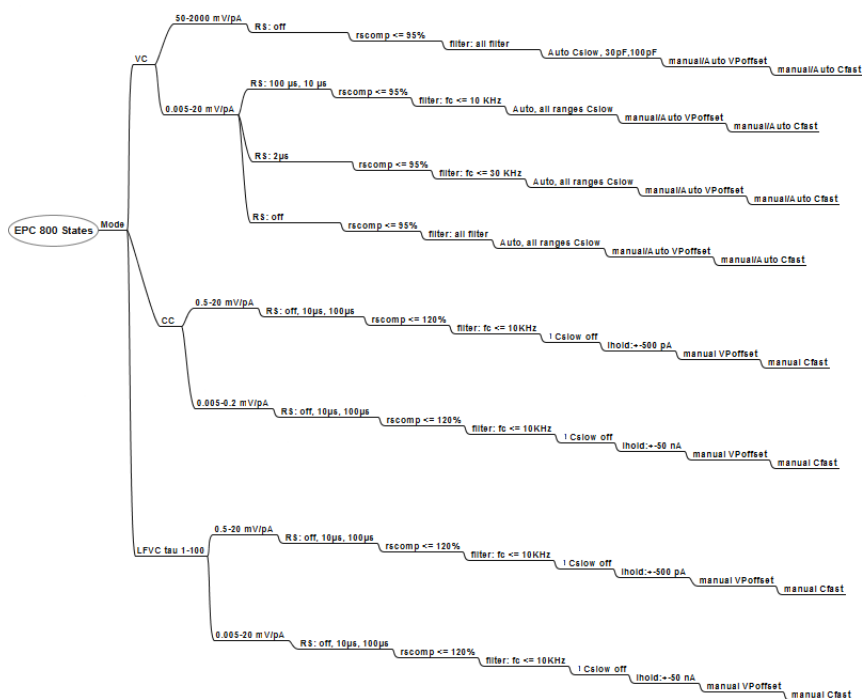 EPC 800 States
Mode
VC
50-2000 mV/pA
RS: off
rscomp <= 95%
filter: all filter
Auto Cslow, 30pF,100pF
manual/Auto VPoffset
manual/Auto Cfast
0.005-20 mV/pA
RS: 100 µs, 10 µs
rscomp <= 95%
filter: fc <= 10 KHz
Auto, all ranges Cslow
manual/Auto VPoffset
manual/Auto Cfast
RS: 2µs
rscomp <= 95%
filter: fc <= 30 KHz
Auto, all ranges Cslow
manual/Auto VPoffset
manual/Auto Cfast
RS: off
rscomp <= 95%
filter: all filter
Auto, all ranges Cslow
manual/Auto VPoffset
manual/Auto Cfast
CC
0.5-20 mV/pA
RS: off, 10µs, 100µs
rscomp <= 120%
filter: fc <= 10KHz
! Cslow off
Ihold:+-500 pA
manual VPoffset
manual Cfast
0.005-0.2 mV/pA
RS: off, 10µs, 100µs
rscomp <= 120%
filter: fc <= 10KHz
! Cslow off
Ihold:+-50 nA
manual VPoffset
manual Cfast
LFVC tau 1-100
0.5-20 mV/pA
RS: off, 10µs, 100µs
rscomp <= 120%
filter: fc <= 10KHz
! Cslow off
Ihold:+-500 pA
manual VPoffset
manual Cfast
0.005-20 mV/pA
RS: off, 10µs, 100µs
rscomp <= 120%
filter: fc <= 10KHz
! Cslow off
Ihold:+-50 nA
manual VPoffset
manual Cfast